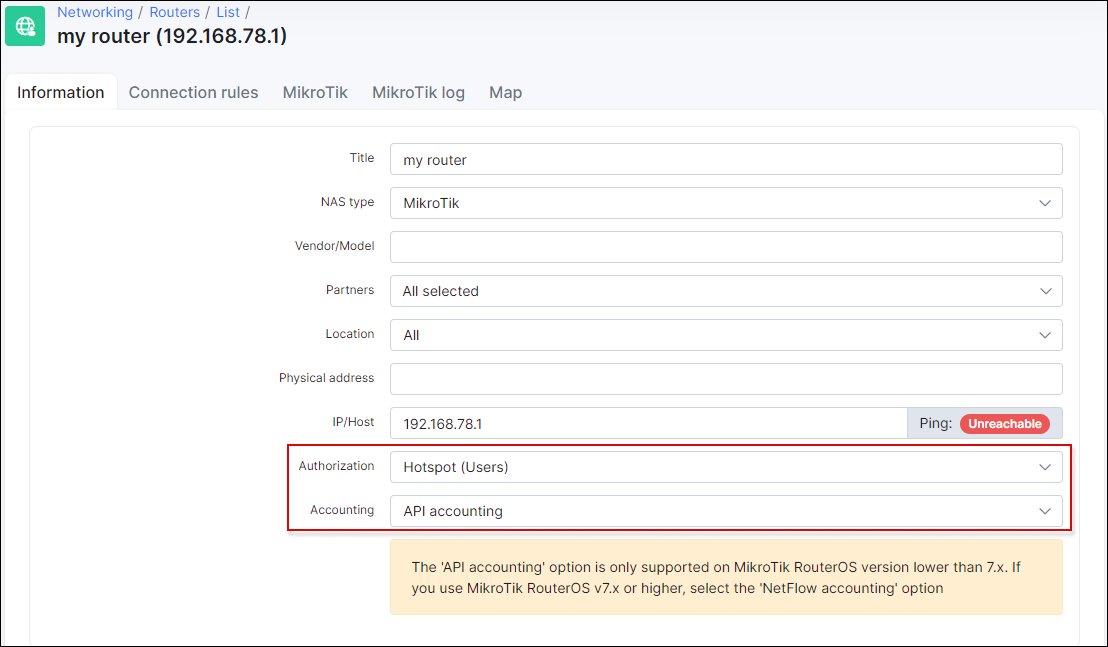 Networking / Routers / List /
my router (192.168.78.1)
Information Connection rules MikroTik MikroTik log Map
Title my router
NAS type MikroTik
Vendor/Model
Partners All selected
Location All
Physical address
IP/Host 192.168.78.1 Ping: Unreachable
Authorization Hotspot (Users)
Accounting API accounting
The 'API accounting' option is only supported on MikroTik RouterOS version lower than 7.x. If
you use MikroTik RouterOS v7.x or higher, select the 'NetFlow accounting' option